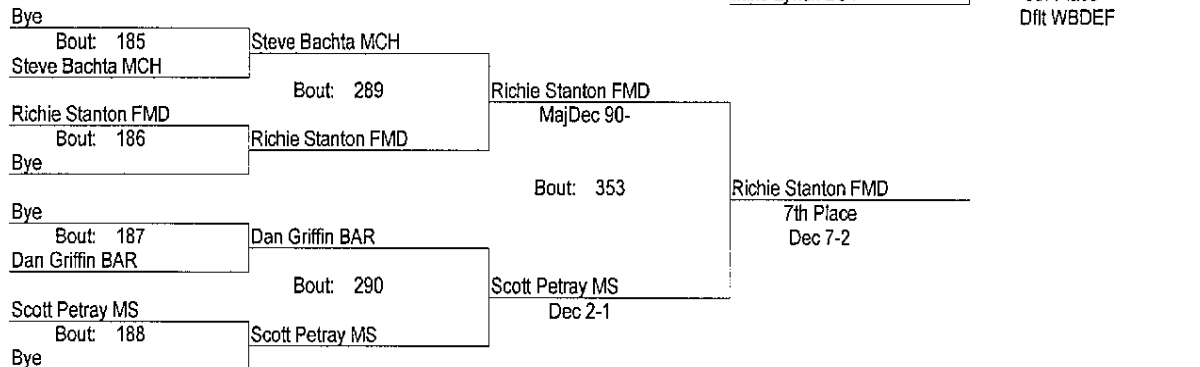 Bye
Bout: 185
Steve Bachta MCH
Steve Bachta MCH
Bout: 289
Richie Stanton FMD
Bout: 186
Bye
Richie Stanton FMD
Richie Stanton FMD
MajDec 90-
Bout: 353
Bye
Bout: 187
Dan Griffin BAR
Dan Griffin BAR
Bout: 290
Scott Petray MS
Bout: 188
Bye
Scott Petray MS
Scott Petray MS
Dec 2-1
Richie Stanton FMD
7th Place
Dec 7-2
Dflt WBDEF